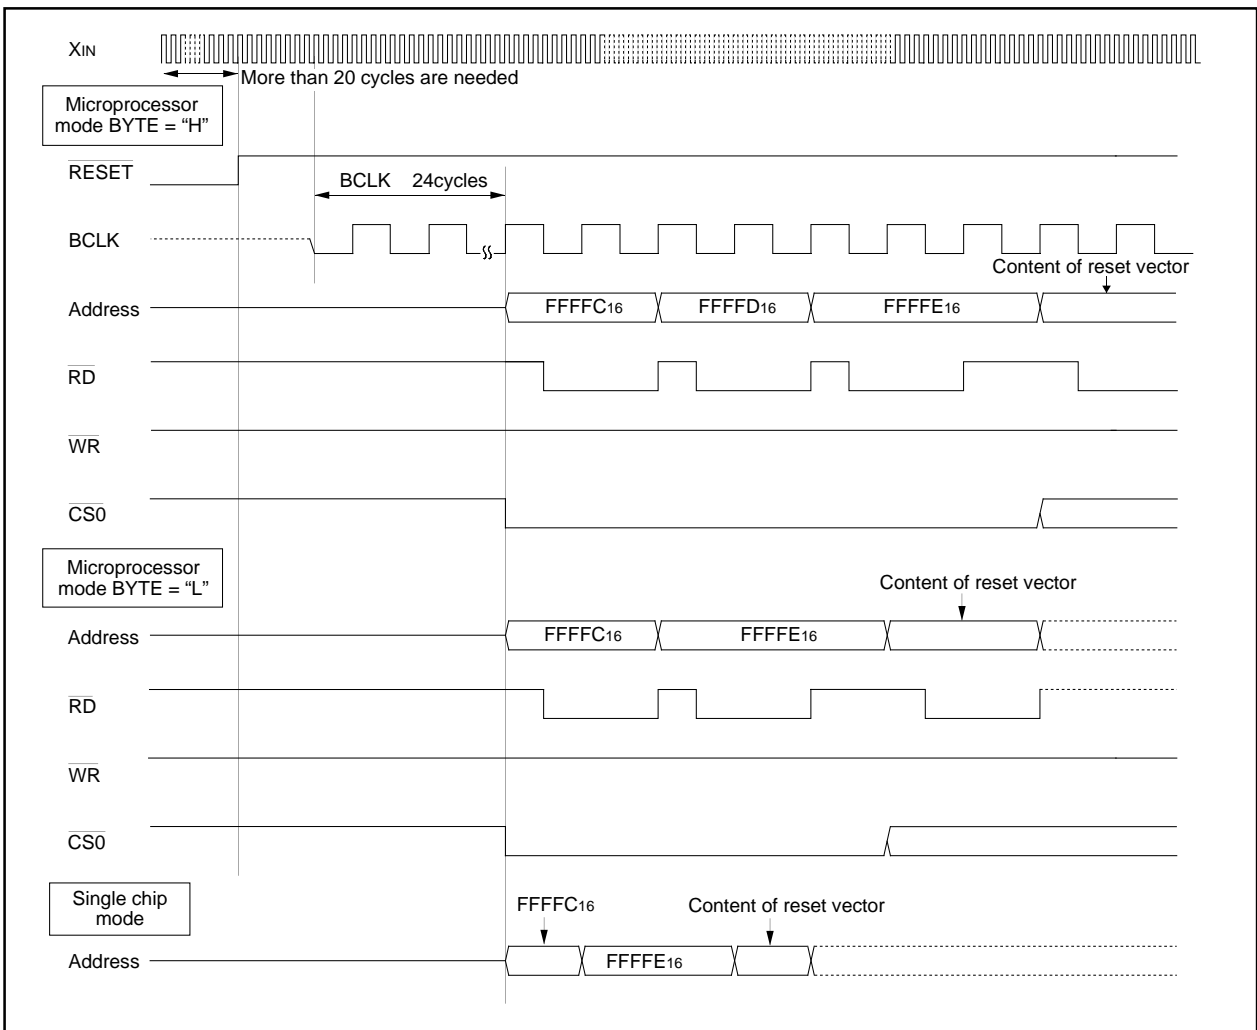 XIN
More than 20 cycles are needed
Microprocessor
mode BYTE = “H”
RESET
BCLK 24cycles
BCLK
Content of reset vector
Address
FFFFC16
FFFFD16
FFFFE16
RD
WR
CS0
Microprocessor
mode BYTE = “L”
Content of reset vector
Address
FFFFC16
FFFFE16
RD
WR
CS0
Single chip
mode
FFFFC16
Content of reset vector
Address
FFFFE16